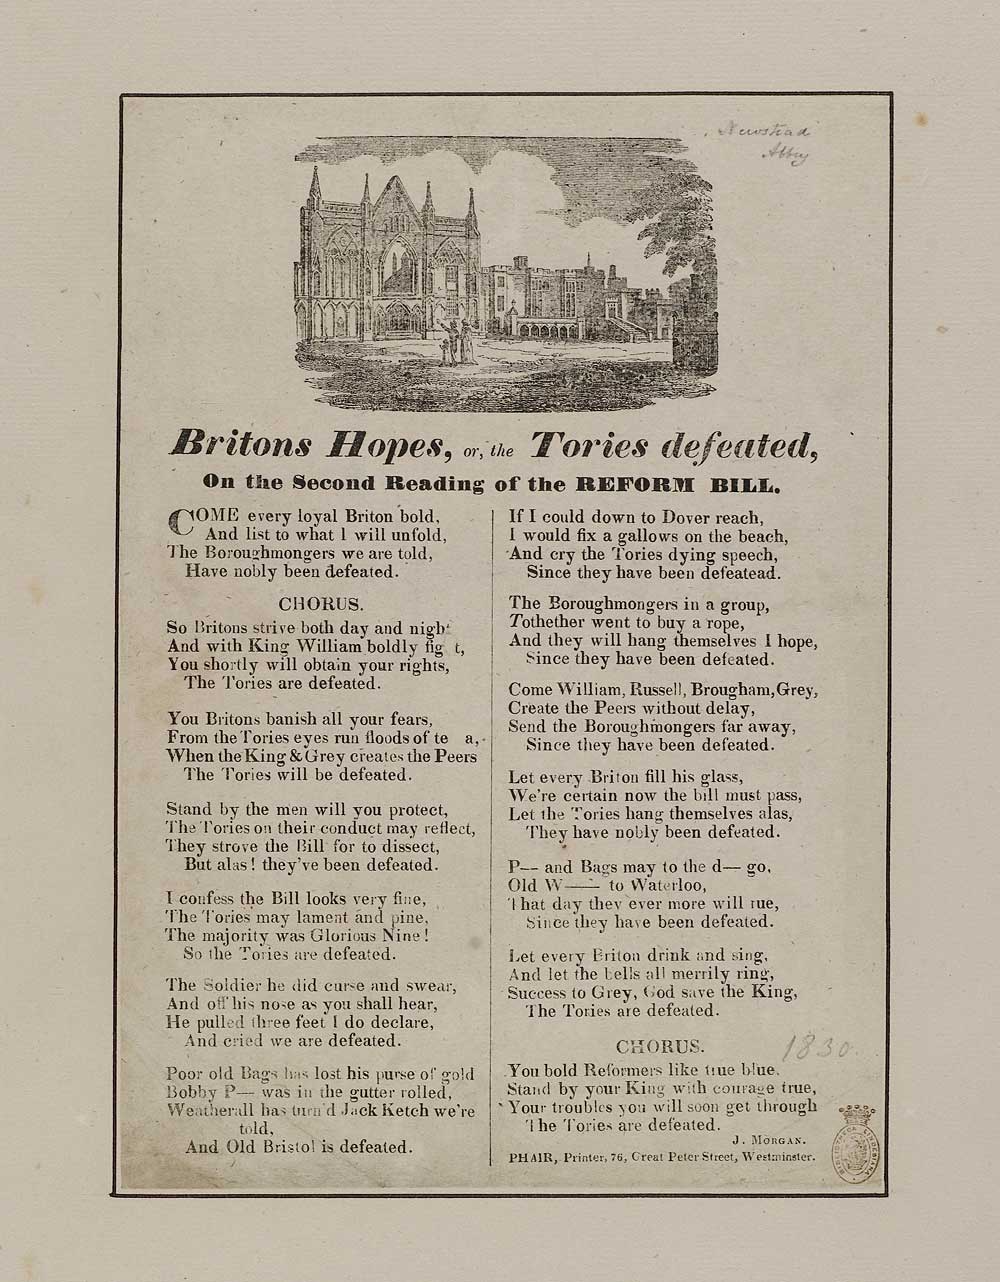 Newstead
Abby
Britons Hopes, or, the Tories defeated,
On the Second Reading of the REFORM BILL.
COME every loyal Briton bold,
And list to what I will unfold,
The Boroughmongers we are told,
Have nobly been defeated.
CHORUS.
So Britons strive both day and night
And with King William boldly fig t,
You shortly will obtain your rights,
The Tories are defeated.
You Britons banish all your fears,
From the Tories eyes run floods of te a,
When the King & Grey creates the Peers
The Tories will be defeated.
Stand by the men will you protect,
The Tories on their conduct may reflect,
They strove the Bill for to dissect,
But alas! they've been defeated.
I confess the Bill looks very fine,
The Tories may lament and pine,
The majority was Glorious Nine!
So the Tories are defeated.
The Soldier he did curse and swear,
And off his nose as you shall hear,
He pulled three feet I do declare,
And cried we are defeated.
Poor old Bags has lost his purse of gold
Bobby P— was in the gutter rolled,
Weatherall has turn'd Jack Ketch we're
told,
And Old Bristol is defeated.
If I could down to Dover reach,
I would fix a gallows on the beach,
And cry the Tories dying speech,
Since they have been defeatead.
The Boroughmongers in a group,
Tothether went to buy a rope,
And they will hang themselves I hope,
Since they have been defeated.
Come William, Russell, Brougham, Grey,
Create the Peers without delay,
Send the Boroughmongers far away,
Since they have been defeated.
Let every Briton fill his glass,
We're certain now the bill must pass,
Let the Tories hang themselves alas,
They have nobly been defeated.
P— and Bags may to the d— go,
Old W—— to Waterloo,
That day they ever more will rue,
Since they have been defeated.
Let every Briton drink and sing,
And let the bells all merrily ring,
Success to Grey, God save the King,
The Tories are defeated.
CHORUS.
You bold Reformers like true blue,
Stand by your King with courage true,
Your troubles you will soon get through
The Tories are defeated.
J. MORGAN.
PHAIR, Printer, 76, Great Peter Street, Westminster.
1830.
BIBLIOTHECA LINDESIANA